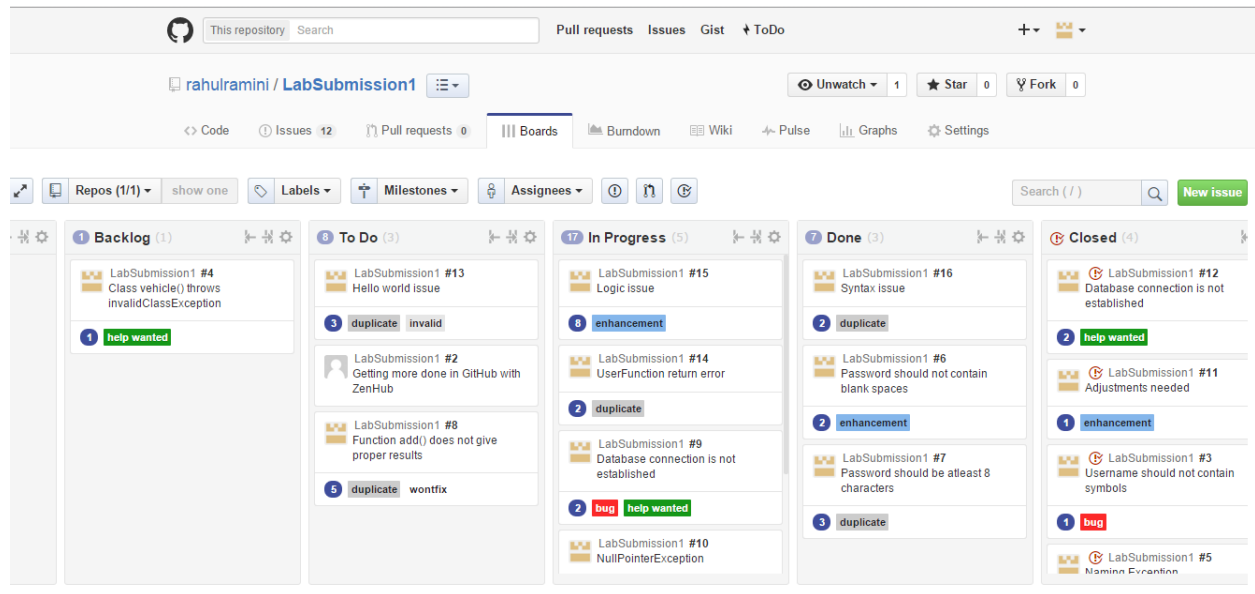 This repository Search Pull requests Issues Gist ToDo
rahulramini / LabSubmission1 Unwatch 1 Star 0 Fork 0
Code Issues 12 Pull requests 0 Boards Burndown Wiki Pulse Graphs Settings
Repos (1/1) show one Labels Milestones Assignees Search ( / ) New issue
1 Backlog (1)
LabSubmission1 #4
Class vehicle() throws
invalidClassException
1 help wanted
8 To Do (3)
LabSubmission1 #13
Hello world issue
3 duplicate invalid
LabSubmission1 #2
Getting more done in GitHub with
ZenHub
LabSubmission1 #8
Function add() does not give
proper results
5 duplicate wontfix
17 In Progress (5)
LabSubmission1 #15
Logic issue
8 enhancement
LabSubmission1 #14
UserFunction return error
2 duplicate
LabSubmission1 #9
Database connection is not
established
2 bug help wanted
LabSubmission1 #10
NullPointerException
7 Done (3)
LabSubmission1 #16
Syntax issue
2 duplicate
LabSubmission1 #6
Password should not contain
blank spaces
2 enhancement
LabSubmission1 #7
Password should be atleast 8
characters
3 duplicate
Closed (4)
LabSubmission1 #12
Database connection is not
established
2 help wanted
LabSubmission1 #11
Adjustments needed
1 enhancement
LabSubmission1 #3
Username should not contain
symbols
1 bug
LabSubmission1 #5
Naming Exception